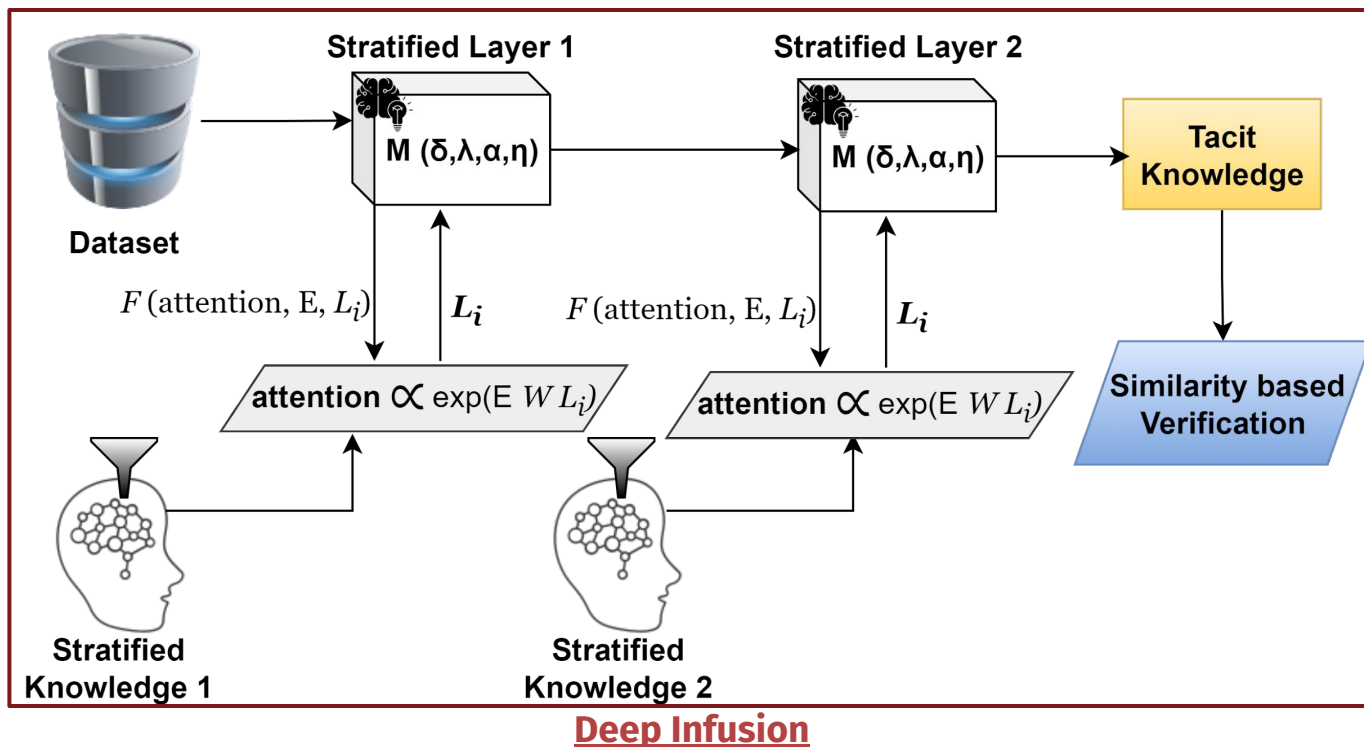 Stratified Layer 1
Stratified Layer 2
M (δ,λ,α,η)
M (δ,λ,α,η)
Tacit
Knowledge
Dataset
F (attention, E, Lᵢ)
Lᵢ
F (attention, E, Lᵢ)
Lᵢ
attention ∝ exp(E W Lᵢ)
attention ∝ exp(E W Lᵢ)
Similarity based
Verification
Stratified
Knowledge 1
Stratified
Knowledge 2
Deep Infusion